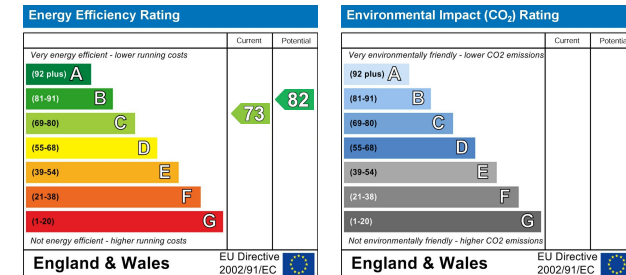 Energy Efficiency Rating
Current Potential
Very energy efficient - lower running costs
(92 plus) A
(81-91) B
82
(69-80) C
73
(55-68) D
(39-54) E
(21-38) F
(1-20) G
Not energy efficient - higher running costs
England & Wales
EU Directive
2002/91/EC
Environmental Impact (CO₂) Rating
Current Potential
Very environmentally friendly - lower CO2 emissions
(92 plus) A
(81-91) B
(69-80) C
(55-68) D
(39-54) E
(21-38) F
(1-20) G
Not environmentally friendly - higher CO2 emissions
England & Wales
EU Directive
2002/91/EC